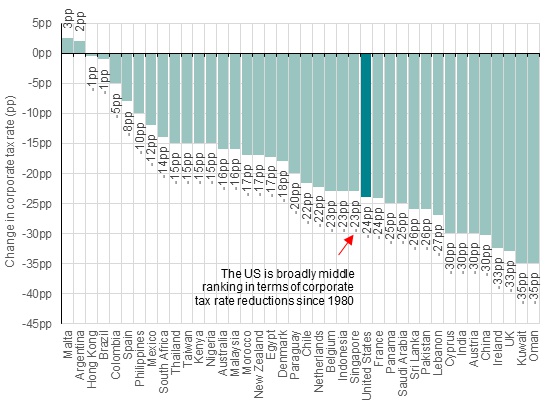 5pp
0pp
-5pp
-10pp
-15pp
-20pp
-25pp
-30pp
-35pp
-40pp
-45pp
Change in corporate tax rate (pp)
3pp
2pp
-1pp
-1pp
-5pp
-8pp
-10pp
-12pp
-14pp
-15pp
-15pp
-15pp
-15pp
-16pp
-16pp
-17pp
-17pp
-17pp
-18pp
-20pp
-22pp
-22pp
-23pp
-23pp
-23pp
-24pp
-24pp
-25pp
-25pp
-26pp
-26pp
-27pp
-30pp
-30pp
-30pp
-30pp
-33pp
-33pp
-35pp
-35pp
The US is broadly middle
ranking in terms of corporate
tax rate reductions since 1980
Malta
Argentina
Hong Kong
Brazil
Colombia
Spain
Philippines
Mexico
South Africa
Thailand
Taiwan
Kenya
Nigeria
Australia
Malaysia
Morocco
New Zealand
Egypt
Denmark
Paraguay
Chile
Netherlands
Belgium
Indonesia
Singapore
United States
France
Panama
Saudi Arabia
Sri Lanka
Pakistan
Lebanon
Cyprus
India
Austria
China
Ireland
UK
Kuwait
Oman